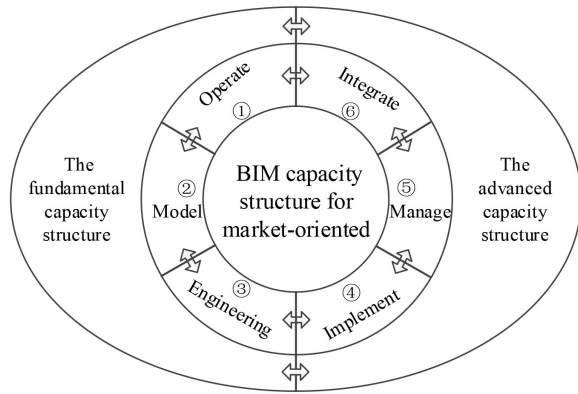 Operate
①
Integrate
⑥
The
fundamental
capacity
structure
②
Model
BIM capacity
structure for
market-oriented
⑤
Manage
The
advanced
capacity
structure
③
Engineering
④
Implement